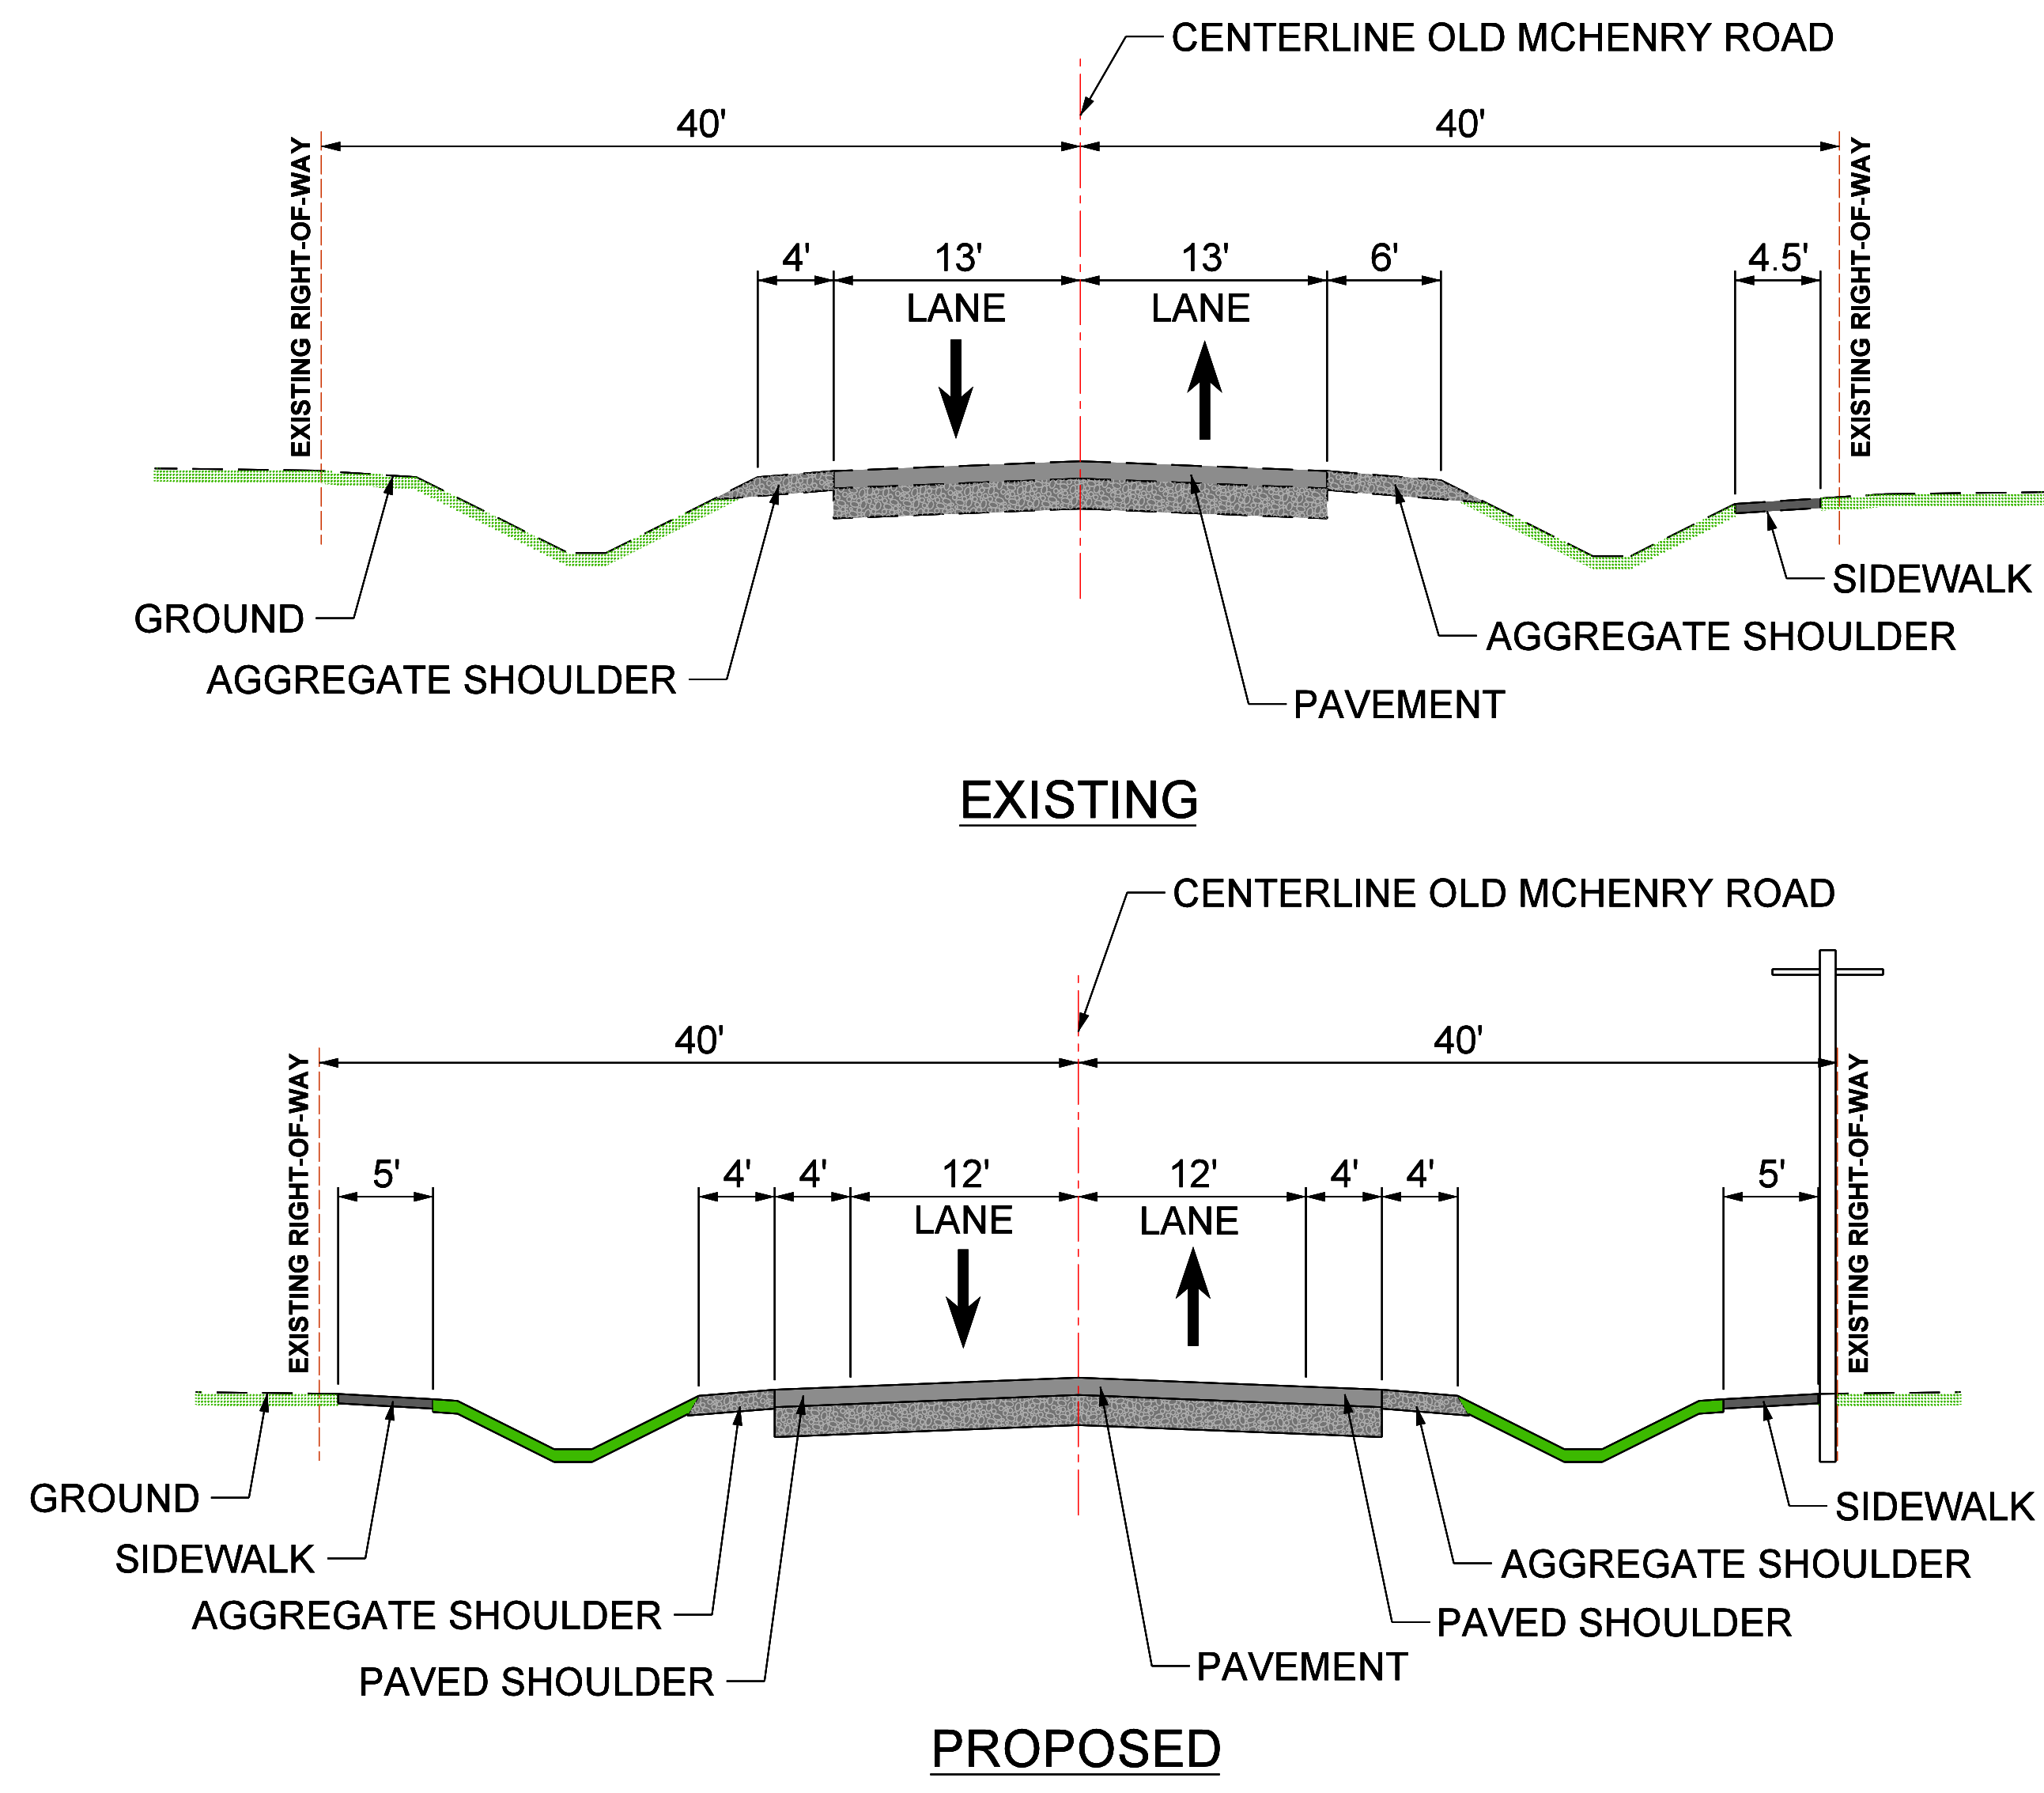 CENTERLINE OLD MCHENRY ROAD
40'
40'
EXISTING RIGHT-OF-WAY
EXISTING RIGHT-OF-WAY
4'
13'
13'
6'
4.5'
LANE
LANE
SIDEWALK
GROUND
AGGREGATE SHOULDER
AGGREGATE SHOULDER
PAVEMENT
EXISTING
CENTERLINE OLD MCHENRY ROAD
40'
40'
EXISTING RIGHT-OF-WAY
EXISTING RIGHT-OF-WAY
5'
4'
4'
12'
12'
4'
4'
5'
LANE
LANE
GROUND
SIDEWALK
SIDEWALK
AGGREGATE SHOULDER
AGGREGATE SHOULDER
PAVED SHOULDER
PAVEMENT
PAVED SHOULDER
PROPOSED